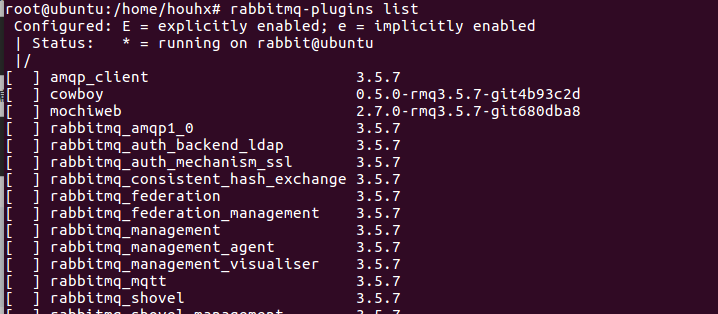 root@ubuntu:/home/houhx# rabbitmq-plugins list
 Configured: E = explicitly enabled; e = implicitly enabled
 | Status:   * = running on rabbit@ubuntu
 |/
[  ] amqp_client                       3.5.7
[  ] cowboy                            0.5.0-rmq3.5.7-git4b93c2d
[  ] mochiweb                          2.7.0-rmq3.5.7-git680dba8
[  ] rabbitmq_amqp1_0                  3.5.7
[  ] rabbitmq_auth_backend_ldap        3.5.7
[  ] rabbitmq_auth_mechanism_ssl       3.5.7
[  ] rabbitmq_consistent_hash_exchange 3.5.7
[  ] rabbitmq_federation               3.5.7
[  ] rabbitmq_federation_management    3.5.7
[  ] rabbitmq_management               3.5.7
[  ] rabbitmq_management_agent         3.5.7
[  ] rabbitmq_management_visualiser    3.5.7
[  ] rabbitmq_mqtt                     3.5.7
[  ] rabbitmq_shovel                   3.5.7
[  ] rabbitmq_shovel_management        3.5.7